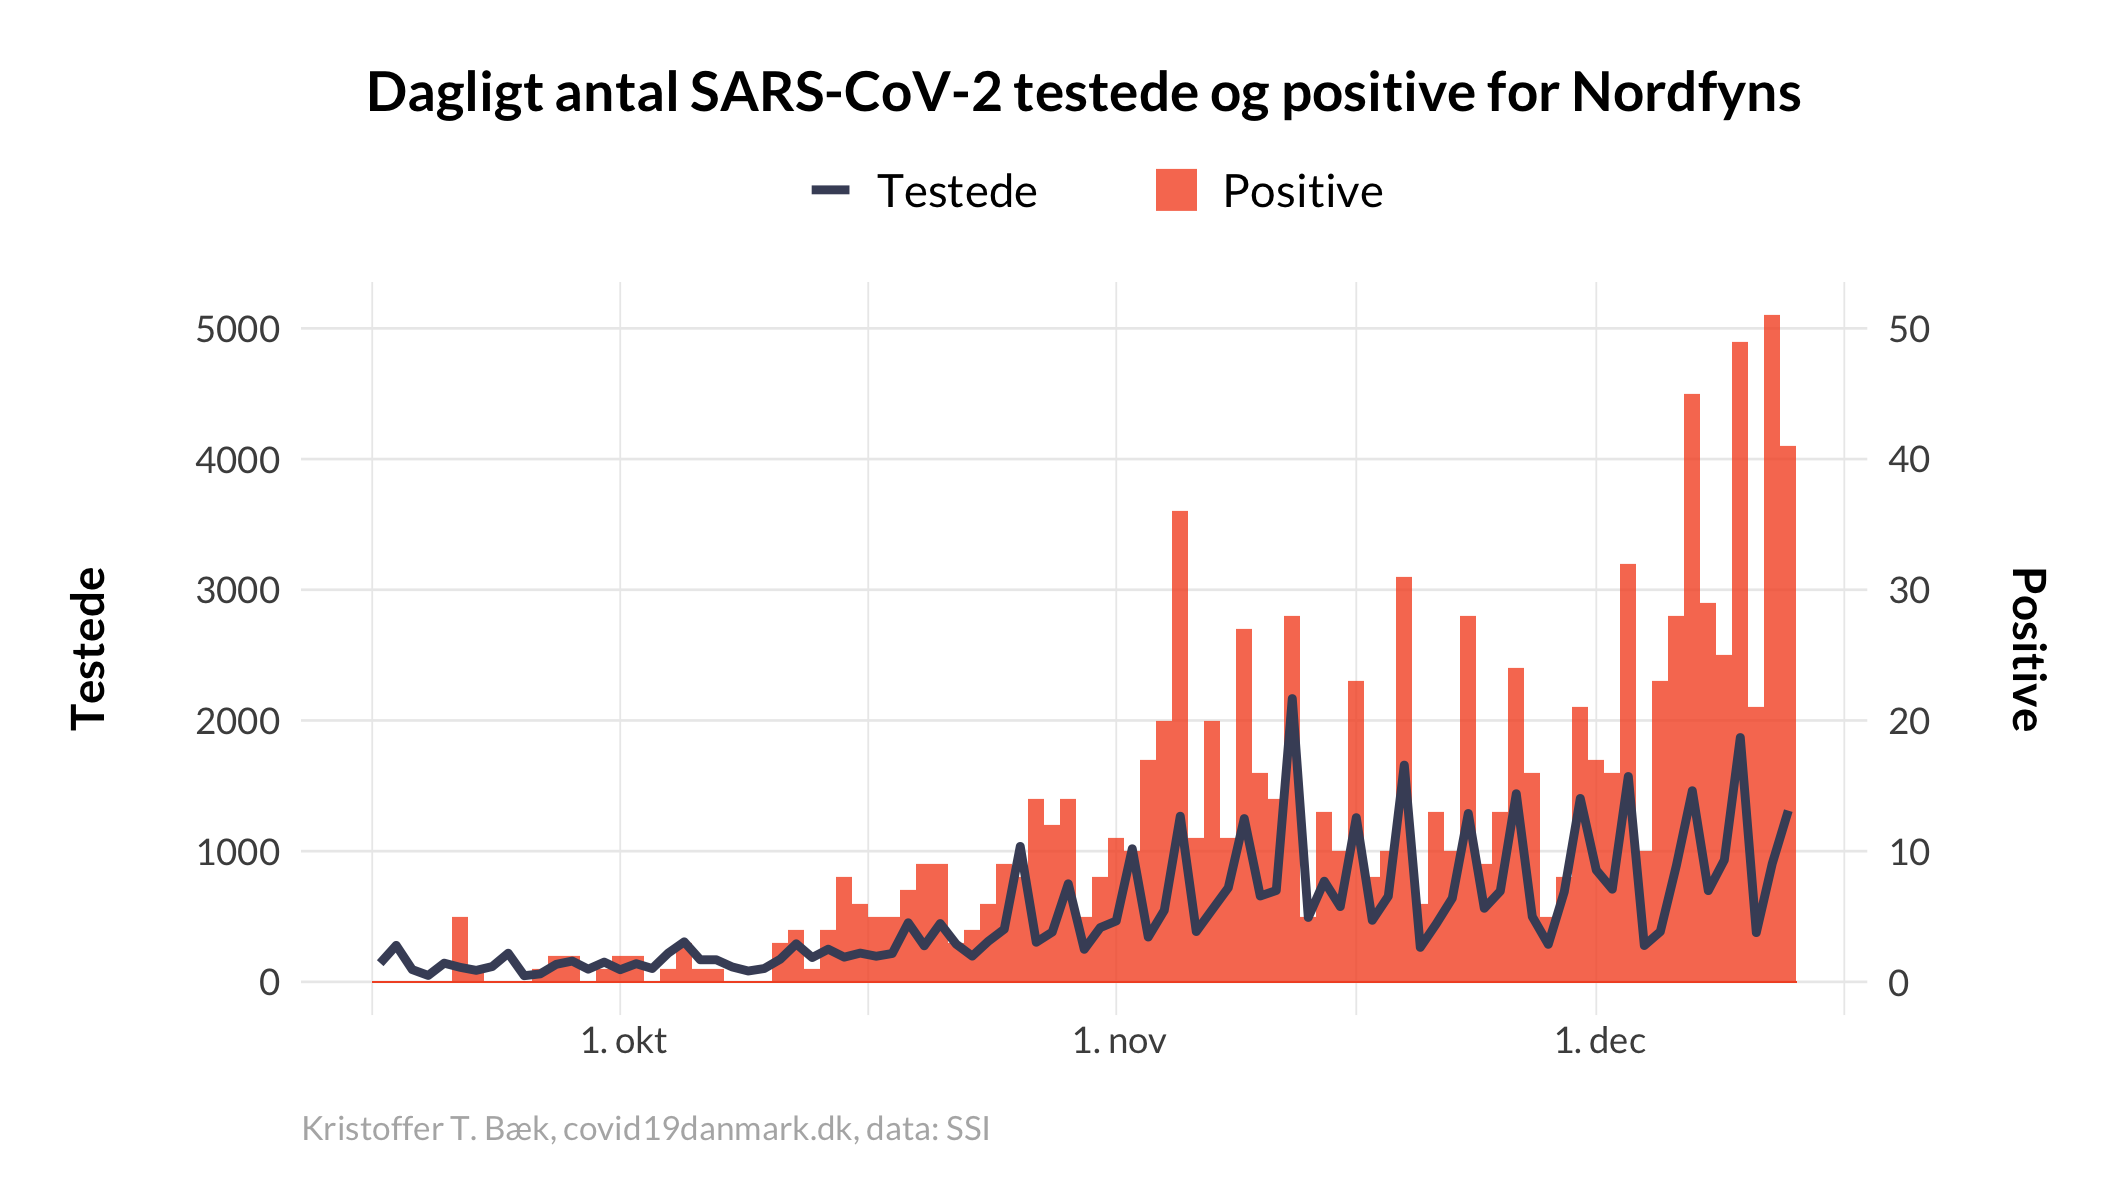 Dagligt antal SARS-CoV-2 testede og positive for Nordfyns
Testede
Positive
Testede
5000
4000
3000
2000
1000
0
50
40
30
20
10
0
Positive
1. okt
1. nov
1. dec
Kristoffer T. Bæk, covid19danmark.dk, data: SSI